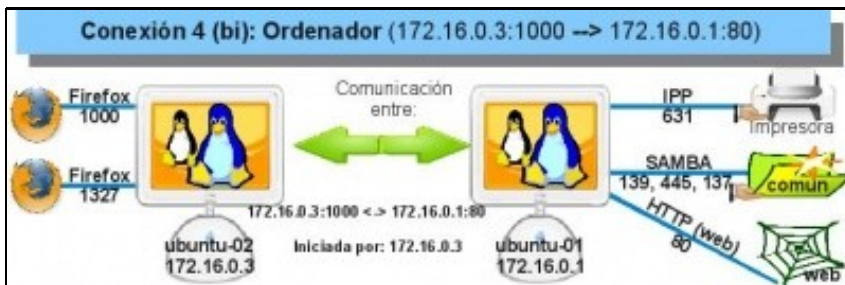 Conexión 4 (bi): Ordenador (172.16.0.3:1000 --> 172.16.0.1:80)
Firefox
1000
Firefox
1327
Comunicación
entre:
172.16.0.3:1000 <.> 172.16.0.1:80
Iniciada por: 172.16.0.3
ubuntu-02
172.16.0.3
ubuntu-01
172.16.0.1
IPP
631
Impresora
SAMBA
139, 445, 137
común
HTTP (web)
80
web